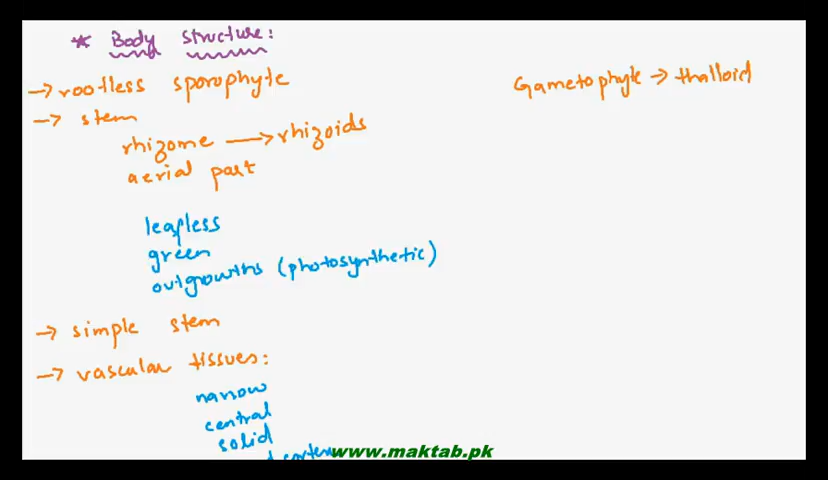 * Body Structure:
→ rootless sporophyte
Gametophyte → thalloid
→ stem
rhizome → rhizoids
aerial part
leafless
green
outgrowths (photosynthetic)
→ simple stem
→ vascular tissues:
narrow
central
solid
www.maktab.pk